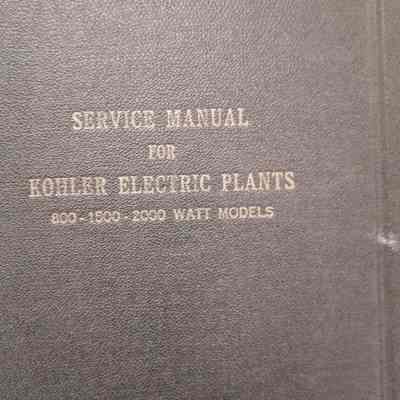 SERVICE MANUAL
FOR
KOHLER ELECTRIC PLANTS
800 - 1500 - 2000 WATT MODELS